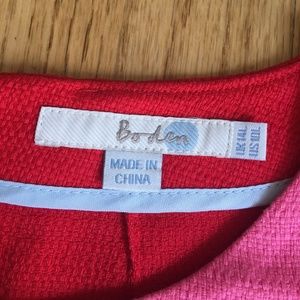 Boden
MADE IN
CHINA
UK 14L
US 10L